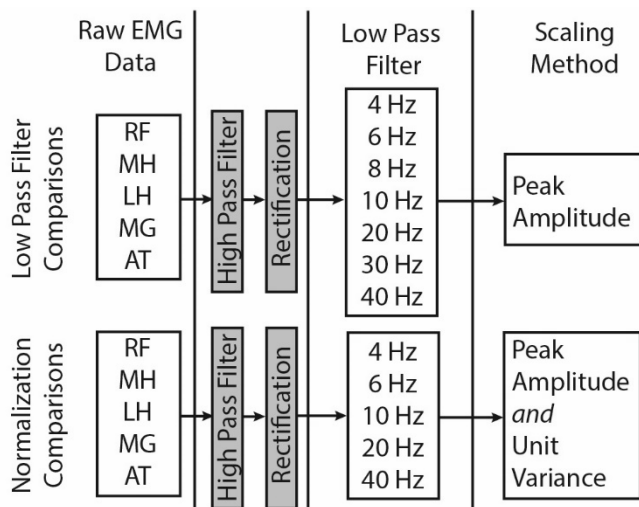 Raw EMG
Data
Low Pass
Filter
Scaling
Method
Low Pass Filter
Comparisons
RF
MH
LH
MG
AT
High Pass Filter
Rectification
4 Hz
6 Hz
8 Hz
10 Hz
20 Hz
30 Hz
40 Hz
Peak
Amplitude
Normalization
Comparisons
RF
MH
LH
MG
AT
High Pass Filter
Rectification
4 Hz
6 Hz
10 Hz
20 Hz
40 Hz
Peak
Amplitude
and
Unit
Variance